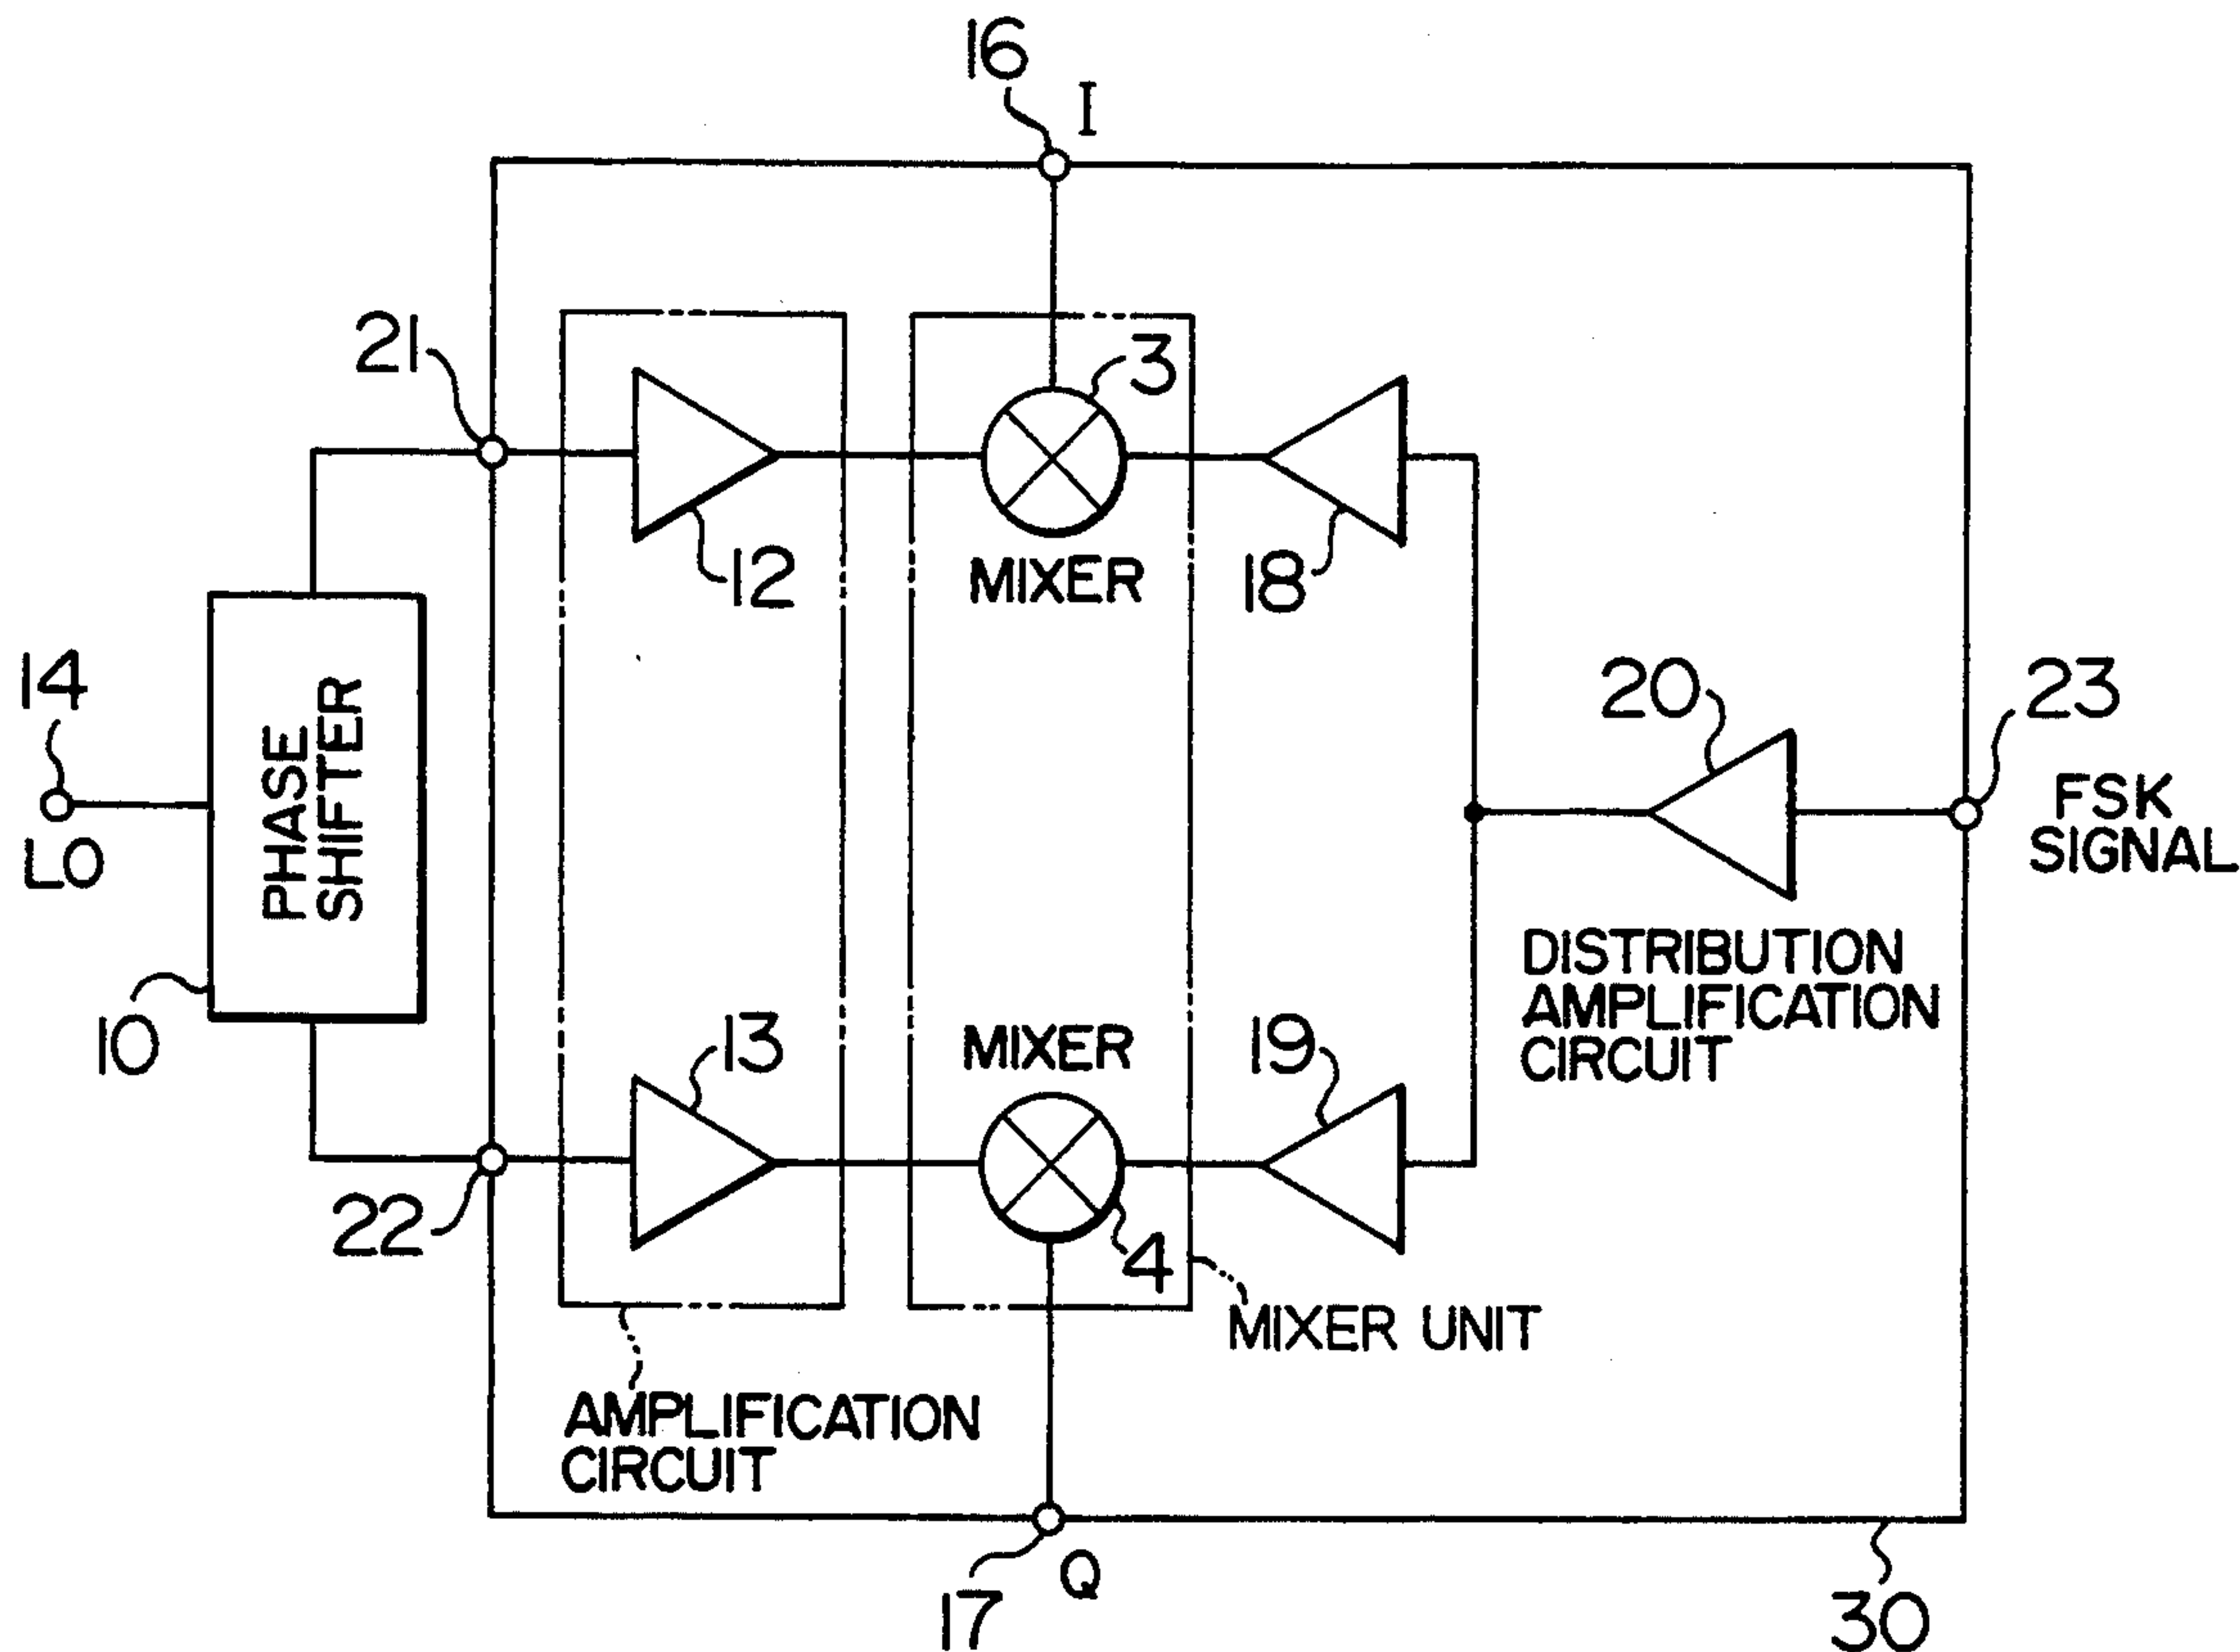 16
I
21
3
12
MIXER
18
14
LO
PHASE
SHIFTER
20
23
FSK
SIGNAL
10
13
MIXER
19
DISTRIBUTION
AMPLIFICATION
CIRCUIT
22
4
MIXER UNIT
AMPLIFICATION
CIRCUIT
17
Q
30